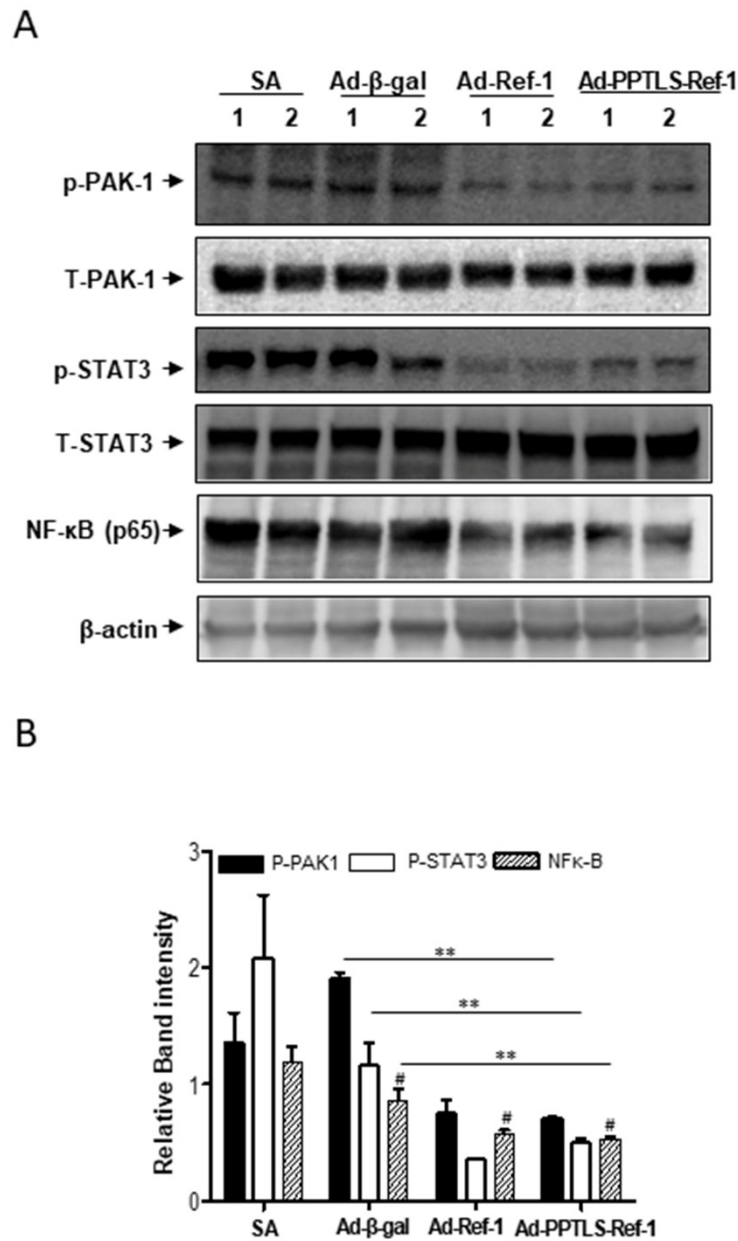 A
SA Ad-β-gal Ad-Ref-1 Ad-PPTLS-Ref-1
1 2 1 2 1 2 1 2
p-PAK-1
T-PAK-1
p-STAT3
T-STAT3
NF-κB (p65)
β-actin
B
3
P-PAK1 P-STAT3 NFκ-B
**
2
**
**
#
1
#
#
0
Relative Band intensity
SA Ad-β-gal Ad-Ref-1 Ad-PPTLS-Ref-1